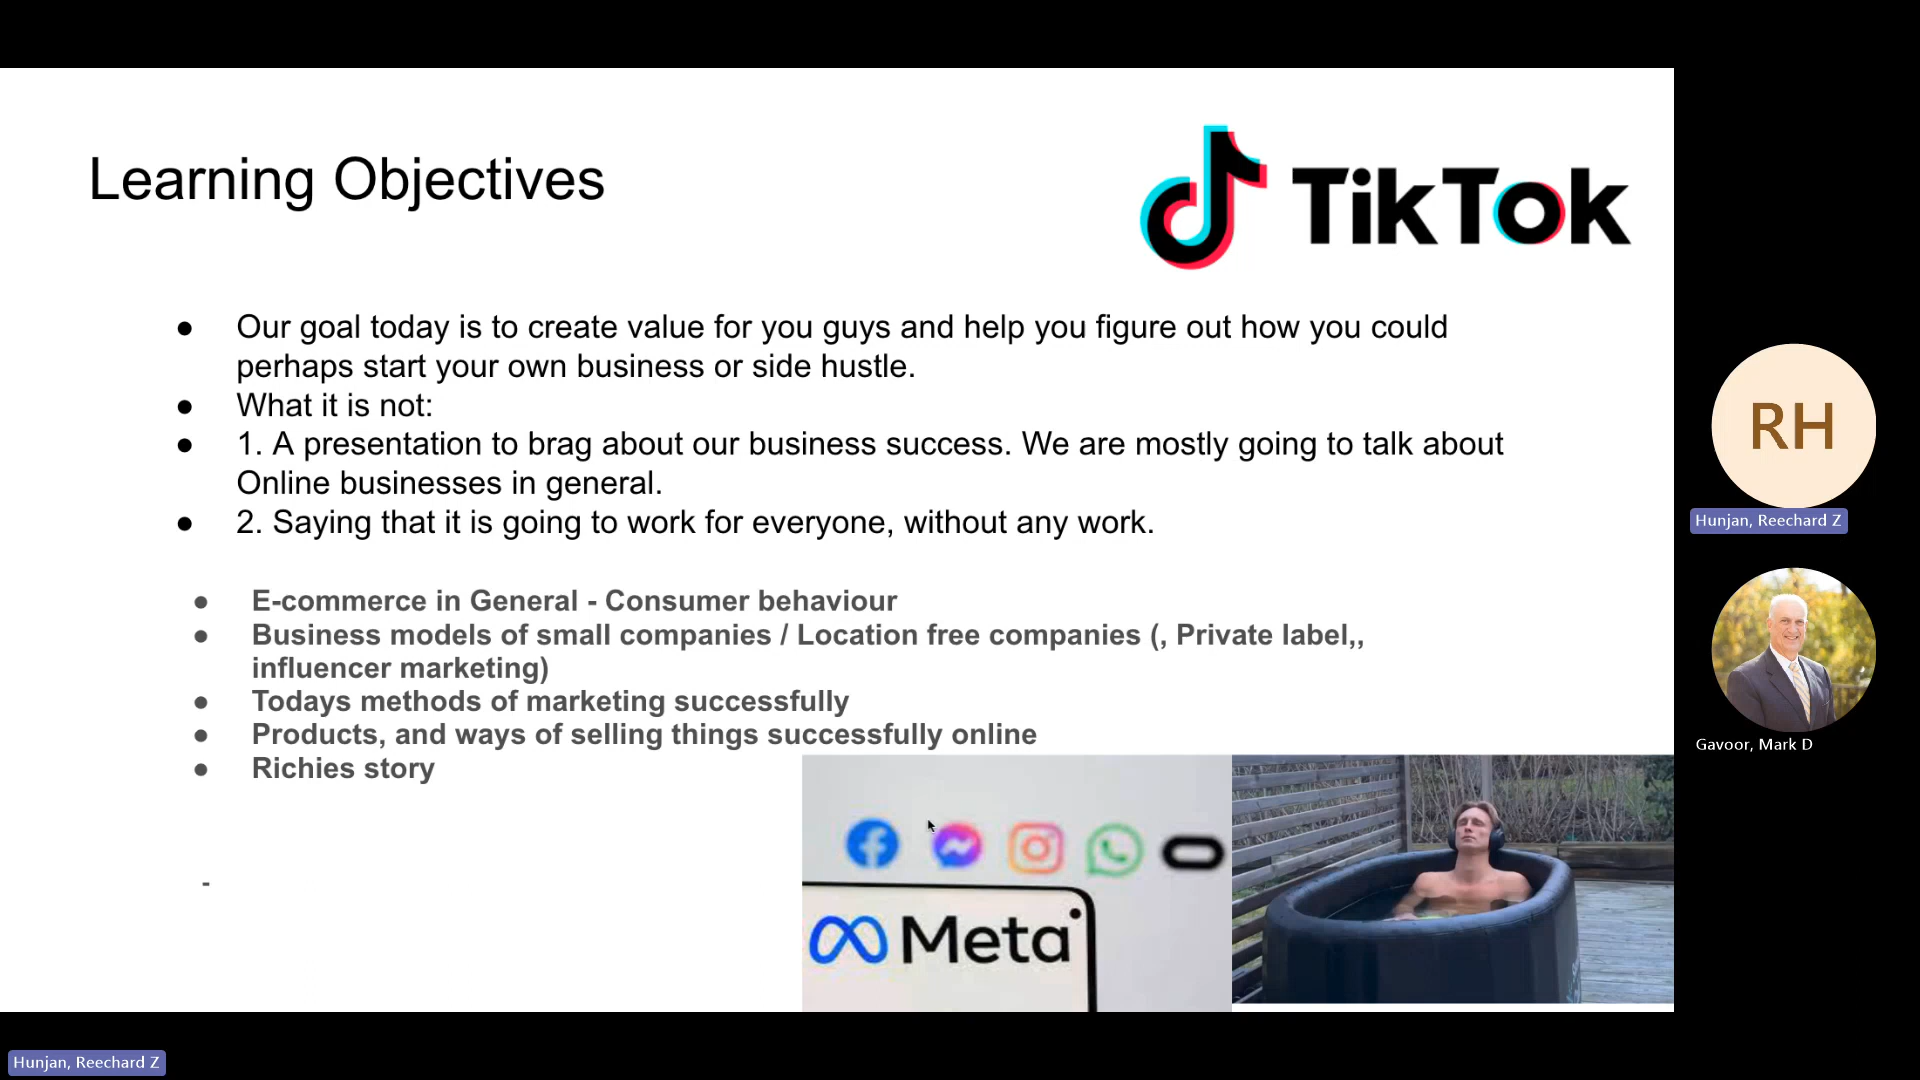 Learning Objectives
TikTok
● Our goal today is to create value for you guys and help you figure out how you could
perhaps start your own business or side hustle.
● What it is not:
● 1. A presentation to brag about our business success. We are mostly going to talk about
Online businesses in general.
● 2. Saying that it is going to work for everyone, without any work.
● E-commerce in General - Consumer behaviour
● Business models of small companies / Location free companies (, Private label,,
influencer marketing)
● Todays methods of marketing successfully
● Products, and ways of selling things successfully online
● Richies story
-
Meta
RH
Hunjan, Reechard Z
Gavoor, Mark D
Hunjan, Reechard Z